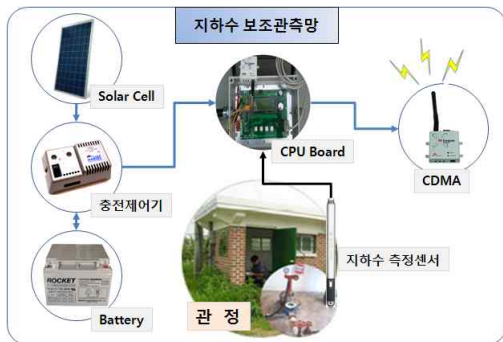 지하수 보조관측망
Solar Cell
충전제어기
ROCKET
Battery
CPU Board
CDMA
지하수 측정센서
관 정